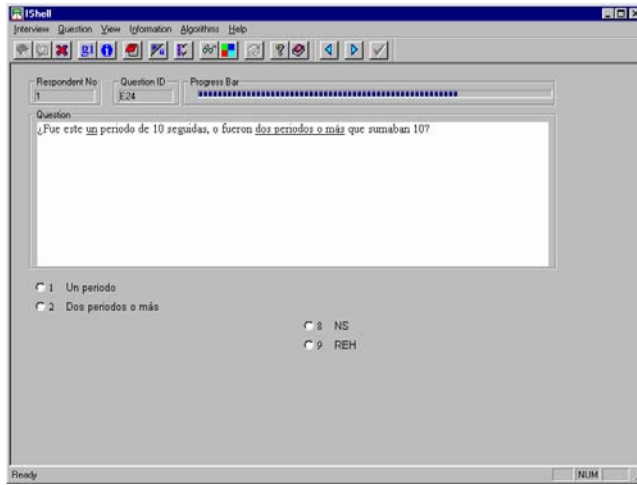 IShell
Interview Question View Information Algorithms Help
Respondent No Question ID Progress Bar
1 E24
Question
¿Fue este un periodo de 10 seguidas, o fueron dos periodos o más que sumaban 10?
1 Un periodo
2 Dos periodos o más
8 NS
9 REH
Ready NUM